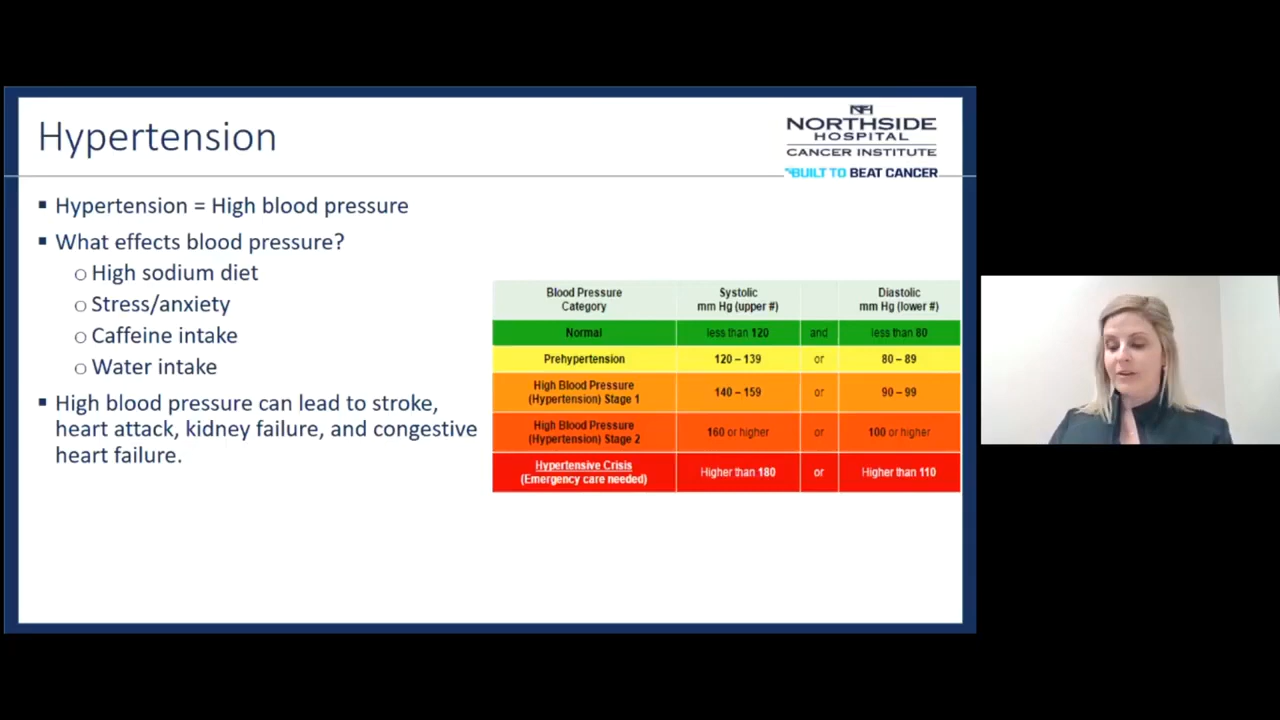 Hypertension
NORTHSIDE
HOSPITAL
CANCER INSTITUTE
BUILT TO BEAT CANCER
▪ Hypertension = High blood pressure
▪ What effects blood pressure?
o High sodium diet
o Stress/anxiety
o Caffeine intake
o Water intake
▪ High blood pressure can lead to stroke,
heart attack, kidney failure, and congestive
heart failure.
Blood Pressure Category Systolic mm Hg (upper #) Diastolic mm Hg (lower #)
Normal less than 120 and less than 80
Prehypertension 120 – 139 or 80 – 89
High Blood Pressure (Hypertension) Stage 1 140 – 159 or 90 – 99
High Blood Pressure (Hypertension) Stage 2 160 or higher or 100 or higher
Hypertensive Crisis (Emergency care needed) Higher than 180 or Higher than 110